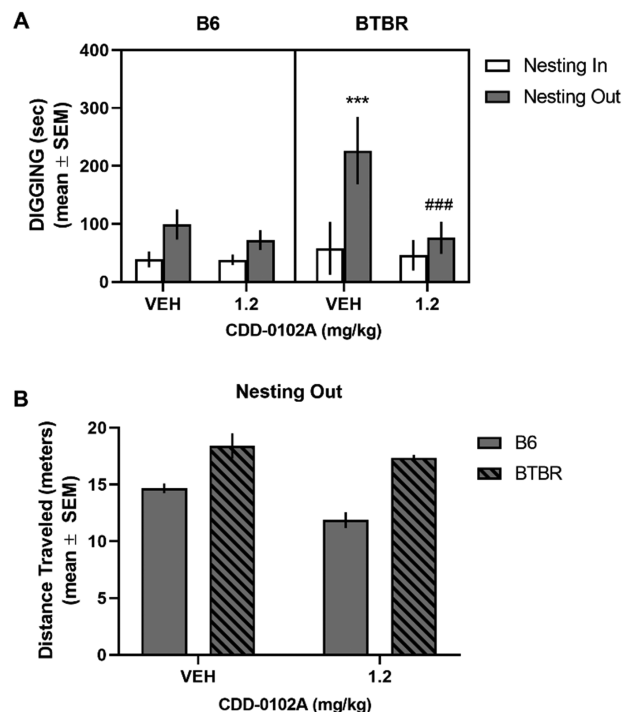 A
B6 BTBR
DIGGING (sec)
(mean ± SEM)
400
300
200
100
0
***
###
Nesting In
Nesting Out
VEH 1.2 VEH 1.2
CDD-0102A (mg/kg)
B
Nesting Out
Distance Traveled (meters)
(mean ± SEM)
20
15
10
5
0
B6
BTBR
VEH 1.2
CDD-0102A (mg/kg)